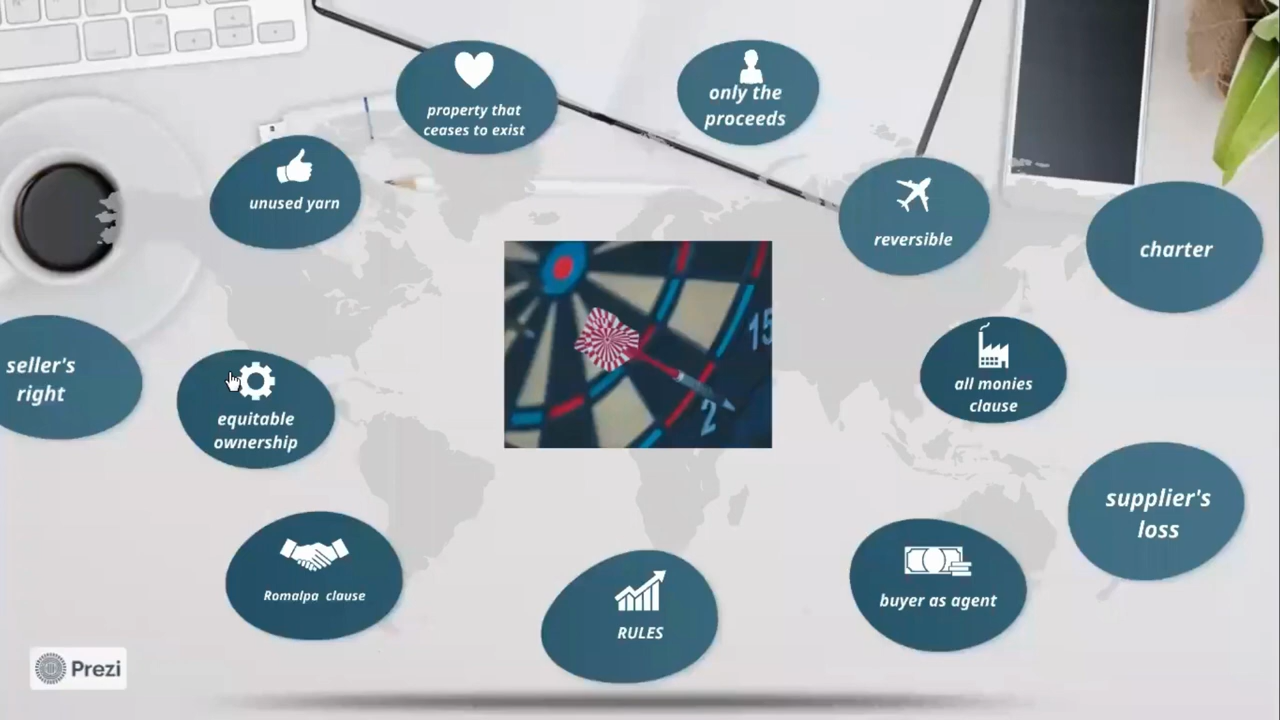 property that
ceases to exist
only the
proceeds
unused yarn
reversible
charter
seller's
right
equitable
ownership
all monies
clause
supplier's
loss
Romalpa clause
RULES
buyer as agent
15
2
Prezi